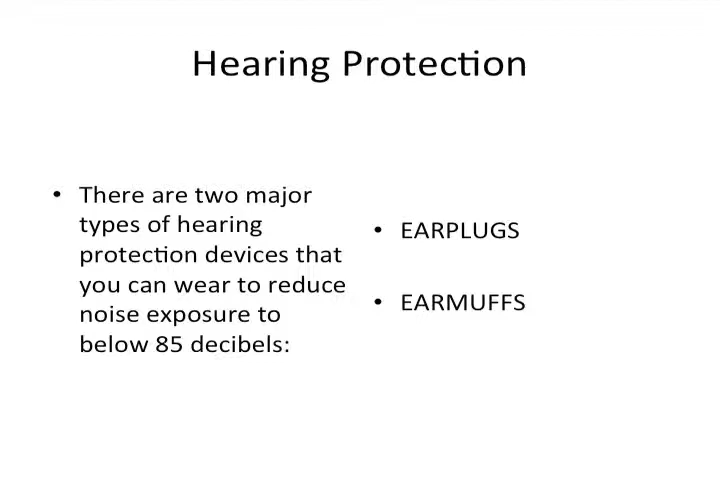 Hearing Protection
• There are two major
types of hearing
protection devices that
you can wear to reduce
noise exposure to
below 85 decibels:
• EARPLUGS
• EARMUFFS